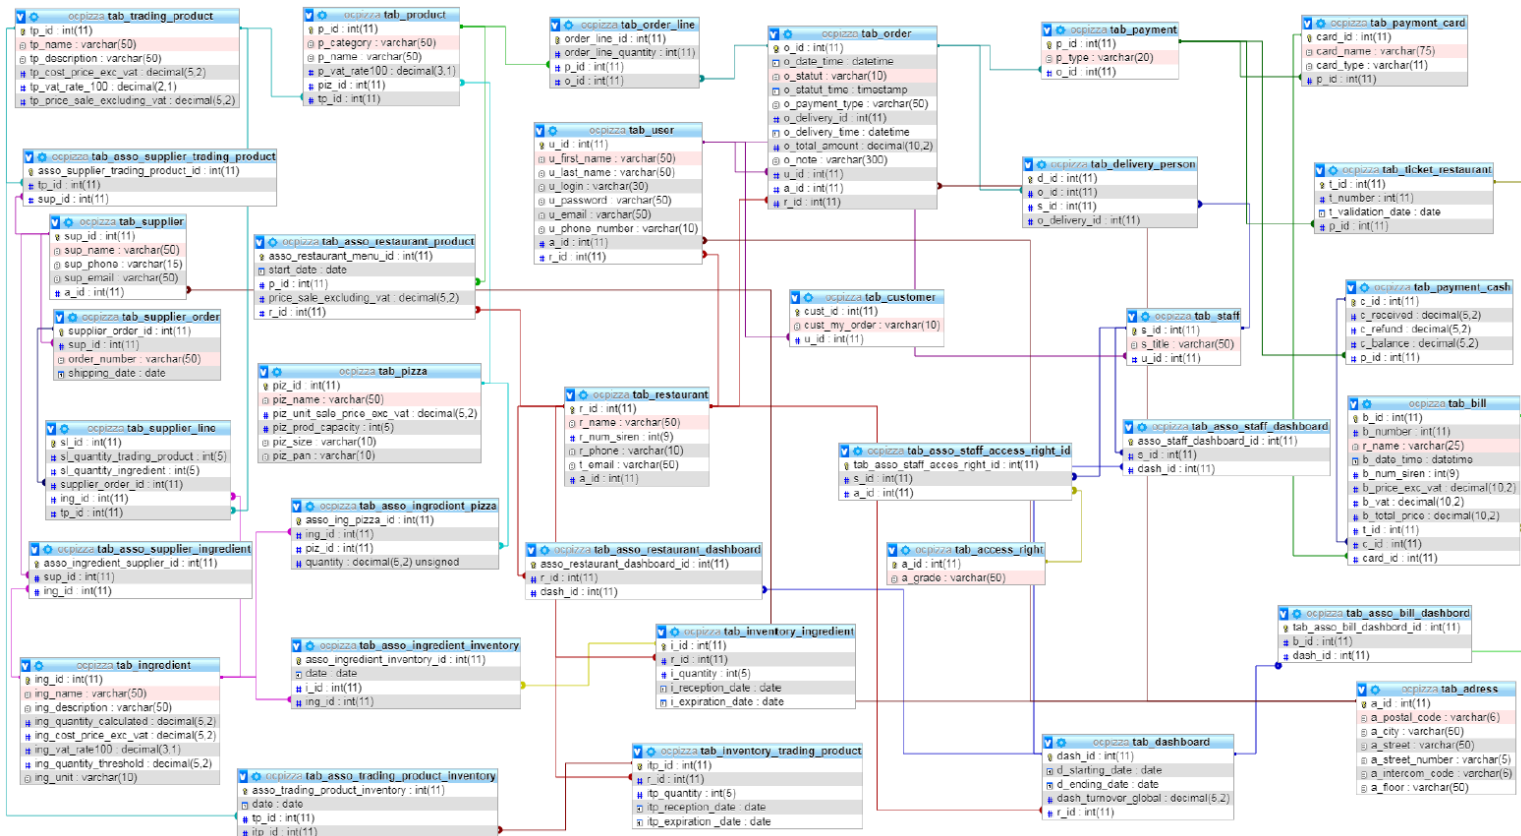 ocpizza tab_trading_product
tp_id : int(11)
tp_name : varchar(50)
tp_description : varchar(50)
tp_cost_price_exc_vat : decimal(5,2)
tp_vat_rate_100 : decimal(2,1)
tp_price_sale_excluding_vat : decimal(5,2)
ocpizza tab_product
p_id : int(11)
p_category : varchar(50)
p_name : varchar(50)
p_vat_rate100 : decimal(3,1)
piz_id : int(11)
tp_id : int(11)
ocpizza tab_order_line
order_line_id : int(11)
order_line_quantity : int(11)
p_id : int(11)
o_id : int(11)
ocpizza tab_order
o_id : int(11)
o_date_time : datetime
o_statut : varchar(10)
o_statut_time : timestamp
o_payment_type : varchar(50)
o_delivery_id : int(11)
o_delivery_time : datetime
o_total_amount : decimal(10,2)
o_note : varchar(300)
u_id : int(11)
a_id : int(11)
r_id : int(11)
ocpizza tab_payment
p_id : int(11)
p_type : varchar(20)
o_id : int(11)
ocpizza tab_paymont_card
card_id : int(11)
card_name : varchar(75)
card_type : varchar(11)
p_id : int(11)
ocpizza tab_user
u_id : int(11)
u_first_name : varchar(50)
u_last_name : varchar(50)
u_login : varchar(30)
u_password : varchar(50)
u_email : varchar(50)
u_phone_number : varchar(10)
a_id : int(11)
r_id : int(11)
ocpizza tab_asso_supplier_trading_product
asso_supplier_trading_product_id : int(11)
tp_id : int(11)
sup_id : int(11)
ocpizza tab_delivery_person
d_id : int(11)
o_id : int(11)
s_id : int(11)
o_delivery_id : int(11)
ocpizza tab_ticket_restaurant
t_id : int(11)
t_number : int(11)
t_validation_date : date
p_id : int(11)
ocpizza tab_supplier
sup_id : int(11)
sup_name : varchar(50)
sup_phone : varchar(15)
sup_email : varchar(50)
a_id : int(11)
ocpizza tab_asso_restaurant_product
asso_restaurant_menu_id : int(11)
start_date : date
p_id : int(11)
price_sale_excluding_vat : decimal(5,2)
r_id : int(11)
ocpizza tab_customer
cust_id : int(11)
cust_my_order : varchar(10)
u_id : int(11)
ocpizza tab_staff
s_id : int(11)
s_title : varchar(50)
u_id : int(11)
ocpizza tab_payment_cash
c_id : int(11)
c_received : decimal(5,2)
c_refund : decimal(5,2)
c_balance : decimal(5,2)
p_id : int(11)
ocpizza tab_supplier_order
supplier_order_id : int(11)
sup_id : int(11)
order_number : varchar(50)
shipping_date : date
ocpizza tab_pizza
piz_id : int(11)
piz_name : varchar(50)
piz_unit_sale_price_exc_vat : decimal(5,2)
piz_prod_capacity : int(5)
piz_size : varchar(10)
piz_pan : varchar(10)
ocpizza tab_restaurant
r_id : int(11)
r_name : varchar(50)
r_num_siren : int(9)
r_phone : varchar(10)
t_email : varchar(50)
a_id : int(11)
ocpizza tab_bill
b_id : int(11)
b_number : int(11)
r_name : varchar(25)
b_date_time : datetime
b_num_siren : int(9)
b_price_exc_vat : decimal(10,2)
b_vat : decimal(10,2)
b_total_price : decimal(10,2)
t_id : int(11)
c_id : int(11)
card_id : int(11)
ocpizza tab_supplier_line
sl_id : int(11)
sl_quantity_trading_product : int(5)
sl_quantity_ingredient : int(5)
supplier_order_id : int(11)
ing_id : int(11)
tp_id : int(11)
ocpizza tab_asso_staff_dashboard
asso_staff_dashboard_id : int(11)
s_id : int(11)
dash_id : int(11)
ocpizza tab_asso_staff_access_right_id
tab_asso_staff_acces_right_id : int(11)
s_id : int(11)
a_id : int(11)
ocpizza tab_asso_ingredient_pizza
asso_ing_pizza_id : int(11)
ing_id : int(11)
piz_id : int(11)
quantity : decimal(5,2) unsigned
ocpizza tab_asso_supplier_ingredient
asso_ingredient_supplier_id : int(11)
sup_id : int(11)
ing_id : int(11)
ocpizza tab_asso_restaurant_dashboard
asso_restaurant_dashboard_id : int(11)
r_id : int(11)
dash_id : int(11)
ocpizza tab_access_right
a_id : int(11)
a_grade : varchar(50)
ocpizza tab_asso_bill_dashbord
tab_asso_bill_dashbord_id : int(11)
b_id : int(11)
dash_id : int(11)
ocpizza tab_ingredient
ing_id : int(11)
ing_name : varchar(50)
ing_description : varchar(50)
ing_quantity_calculated : decimal(5,2)
ing_cost_price_exc_vat : decimal(5,2)
ing_vat_rate100 : decimal(3,1)
ing_quantity_threshold : decimal(5,2)
ing_unit : varchar(10)
ocpizza tab_asso_ingredient_inventory
asso_ingredient_inventory_id : int(11)
date : date
i_id : int(11)
ing_id : int(11)
ocpizza tab_inventory_ingredient
i_id : int(11)
r_id : int(11)
i_quantity : int(5)
i_reception_date : date
i_expiration_date : date
ocpizza tab_adress
a_id : int(11)
a_postal_code : varchar(6)
a_city : varchar(50)
a_street : varchar(50)
a_street_number : varchar(5)
a_intercom_code : varchar(6)
a_floor : varchar(50)
ocpizza tab_dashboard
dash_id : int(11)
d_starting_date : date
d_ending_date : date
dash_turnover_global : decimal(5,2)
r_id : int(11)
ocpizza tab_inventory_trading_product
itp_id : int(11)
r_id : int(11)
itp_quantity : int(5)
itp_reception_date : date
itp_expiration_date : date
ocpizza tab_asso_trading_product_inventory
asso_trading_product_inventory : int(11)
date : date
tp_id : int(11)
itp_id : int(11)